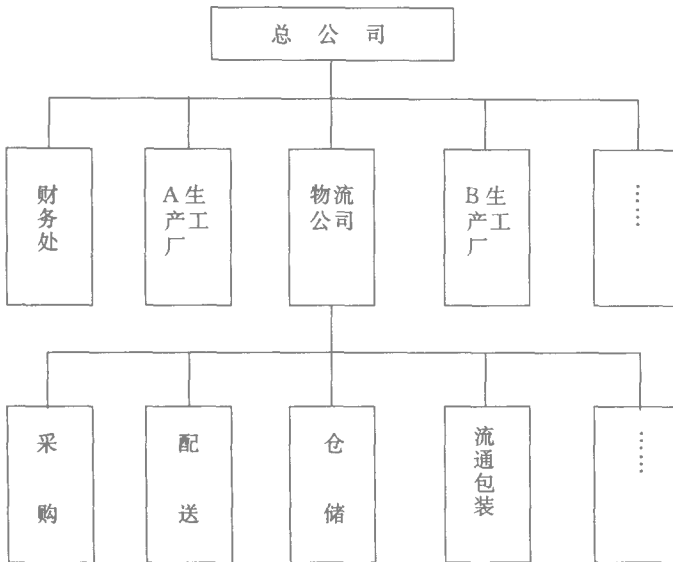 总公司
财务处
A生
产工
厂
物流
公司
B生
产工
厂
……
采购
配送
仓储
流通包装
……